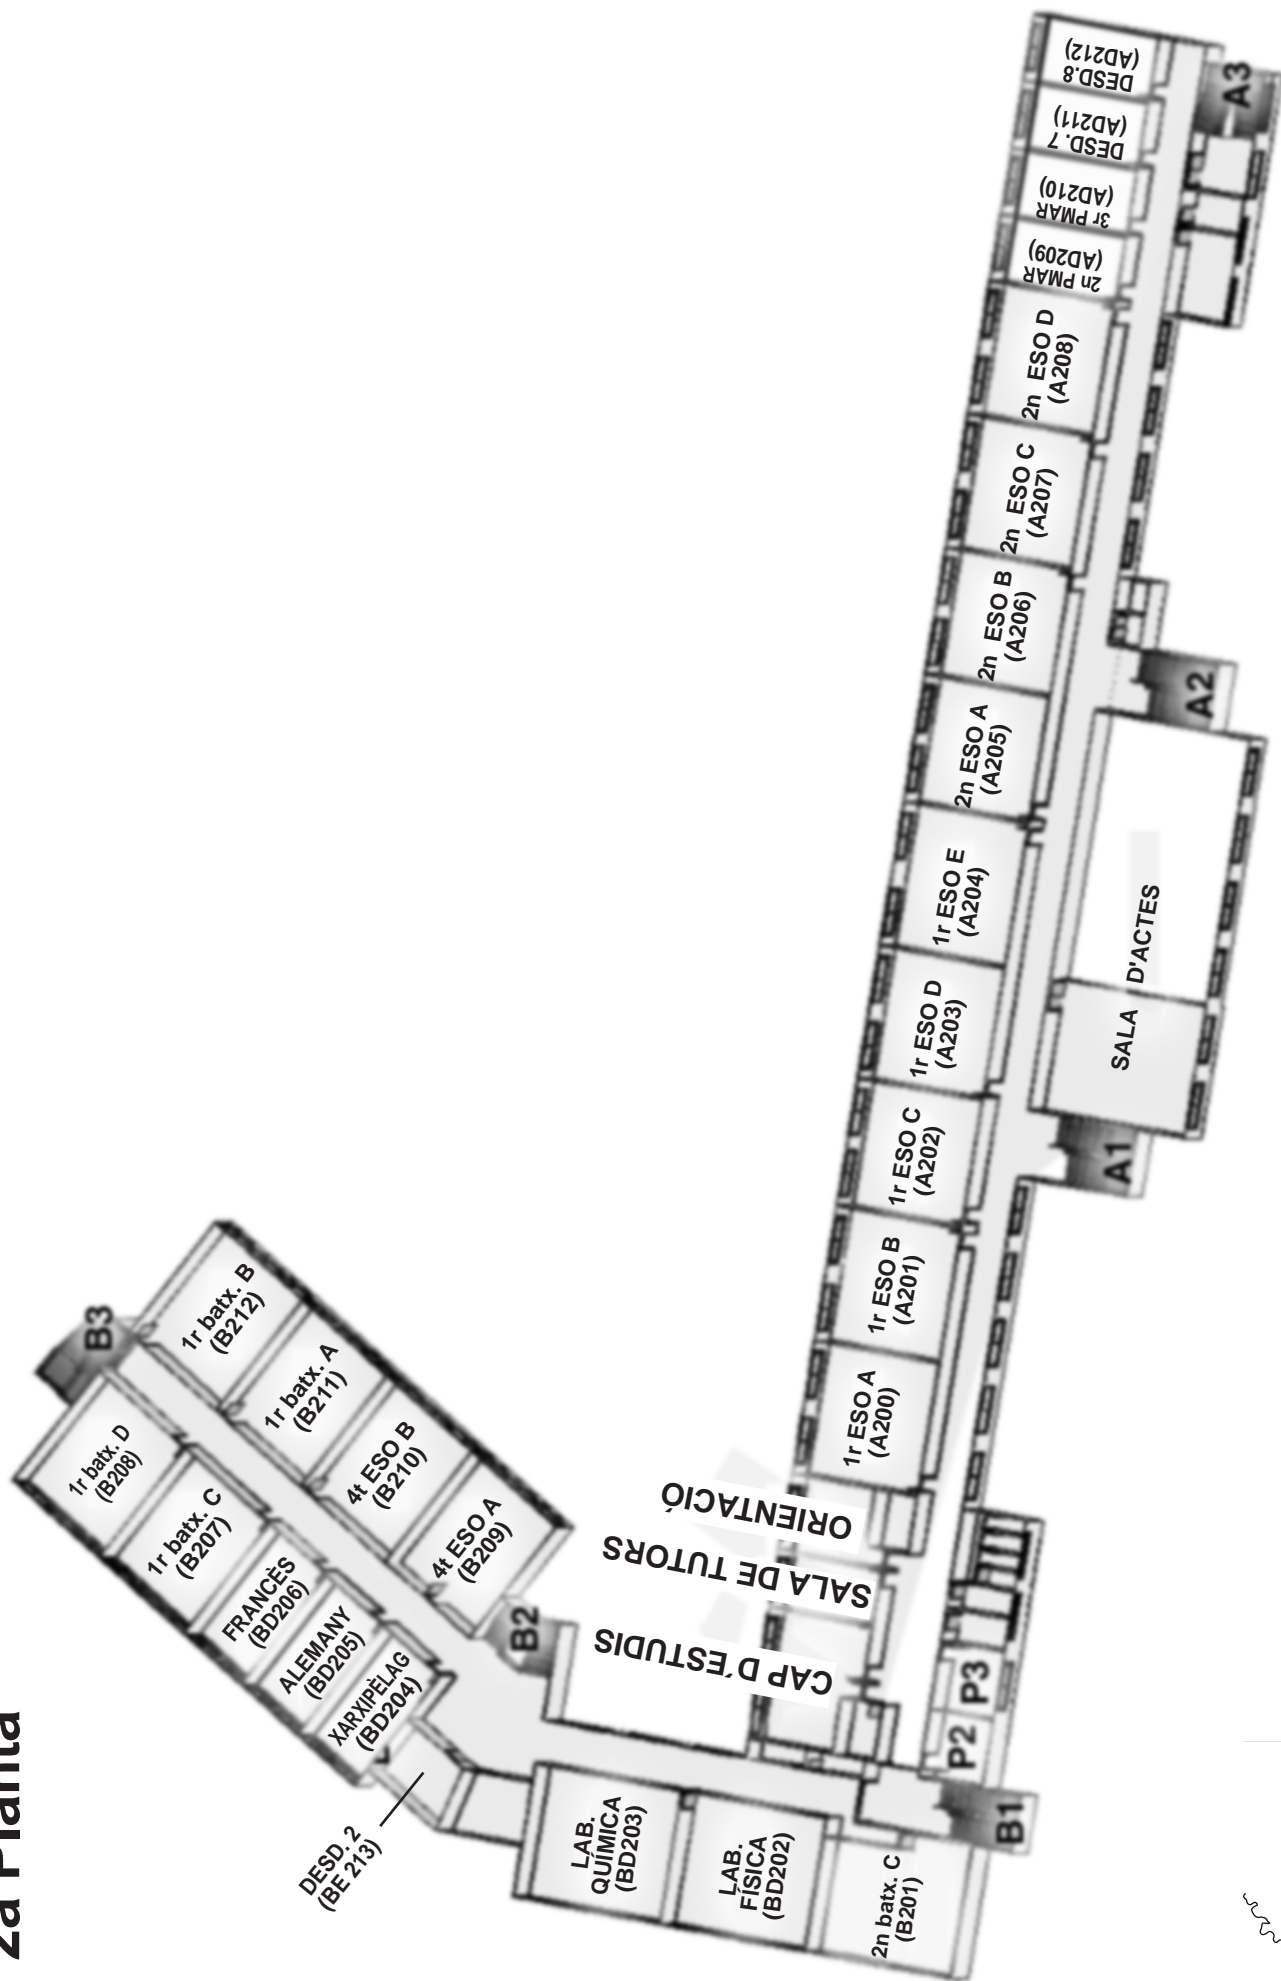 2a Planta
B3
1r batx. D
(B208)
1r batx. C
(B207)
FRANCÈS
(BD206)
ALEMANY
(BD205)
XARXIPÈLAG
(BD204)
DESD. 2
(BE 213)
1r batx. B
(B212)
1r batx. A
(B211)
4t ESO B
(B210)
4t ESO A
(B209)
B2
LAB.
QUÍMICA
(BD203)
LAB.
FÍSICA
(BD202)
2n batx. C
(B201)
B1
P2
P3
CAP D´ESTUDIS
SALA DE TUTORS
ORIENTACIÓ
1r ESO A
(A200)
1r ESO B
(A201)
1r ESO C
(A202)
1r ESO D
(A203)
1r ESO E
(A204)
2n ESO A
(A205)
2n ESO B
(A206)
2n ESO C
(A207)
2n ESO D
(A208)
2n PMAR
(AD209)
3r PMAR
(AD210)
DESD. 7
(AD211)
DESD.8
(AD212)
A1
SALA D'ACTES
A2
A3